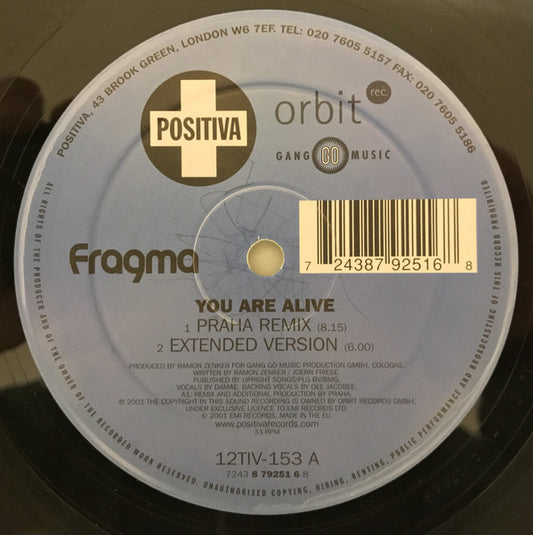 POSITIVA, 43 BROOK GREEN, LONDON W6 7EF. TEL: 020 7605 5157 FAX: 020 7605 5186
POSITIVA
orbit rec.
GANG GO MUSIC
7 24387 92516 8
Fragma
YOU ARE ALIVE
1 PRAHA REMIX (8.15)
2 EXTENDED VERSION (6.00)
PRODUCED BY RAMON ZENKER FOR GANG GO MUSIC PRODUCTION GMBH, COLOGNE.
WRITTEN BY RAMON ZENKER / JOERN FRIESE.
PUBLISHED BY UPRIGHT SONGS/PLG BV/BMG.
VOCALS BY DAMAE. BACKING VOCALS BY DEE JACOBEE.
A1: REMIX AND ADDITIONAL PRODUCTION BY PRAHA.
℗ 2001 THE COPYRIGHT IN THIS SOUND RECORDING IS OWNED BY ORBIT RECORDS GMBH,
UNDER EXCLUSIVE LICENCE TO EMI RECORDS LTD.
© 2001 EMI RECORDS. MADE IN THE EU.
www.positivarecords.com
33 RPM
12TIV-153 A
7243 8 79251 6 8
ALL RIGHTS OF THE PRODUCER AND OF THE OWNER OF THE RECORDED WORK RESERVED. UNAUTHORISED COPYING, HIRING, RENTING, PUBLIC PERFORMANCE AND BROADCASTING OF THIS RECORD PROHIBITED